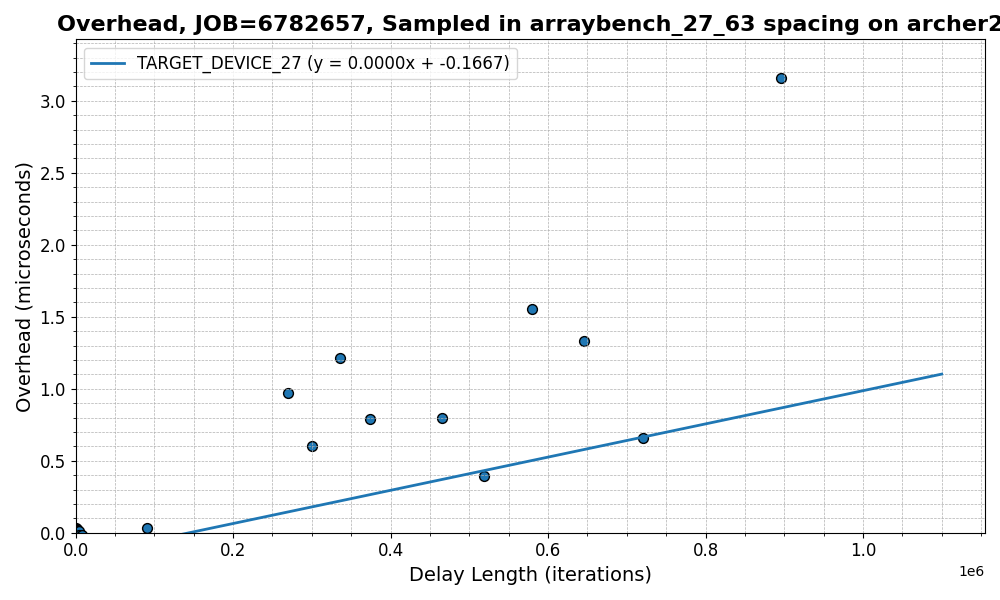 Overhead, JOB=6782657, Sampled in arraybench_27_63 spacing on archer2
TARGET_DEVICE_27 (y = 0.0000x + -0.1667)
Overhead (microseconds)
3.0
2.5
2.0
1.5
1.0
0.5
0.0
0.0 0.2 0.4 0.6 0.8 1.0
1e6
Delay Length (iterations)